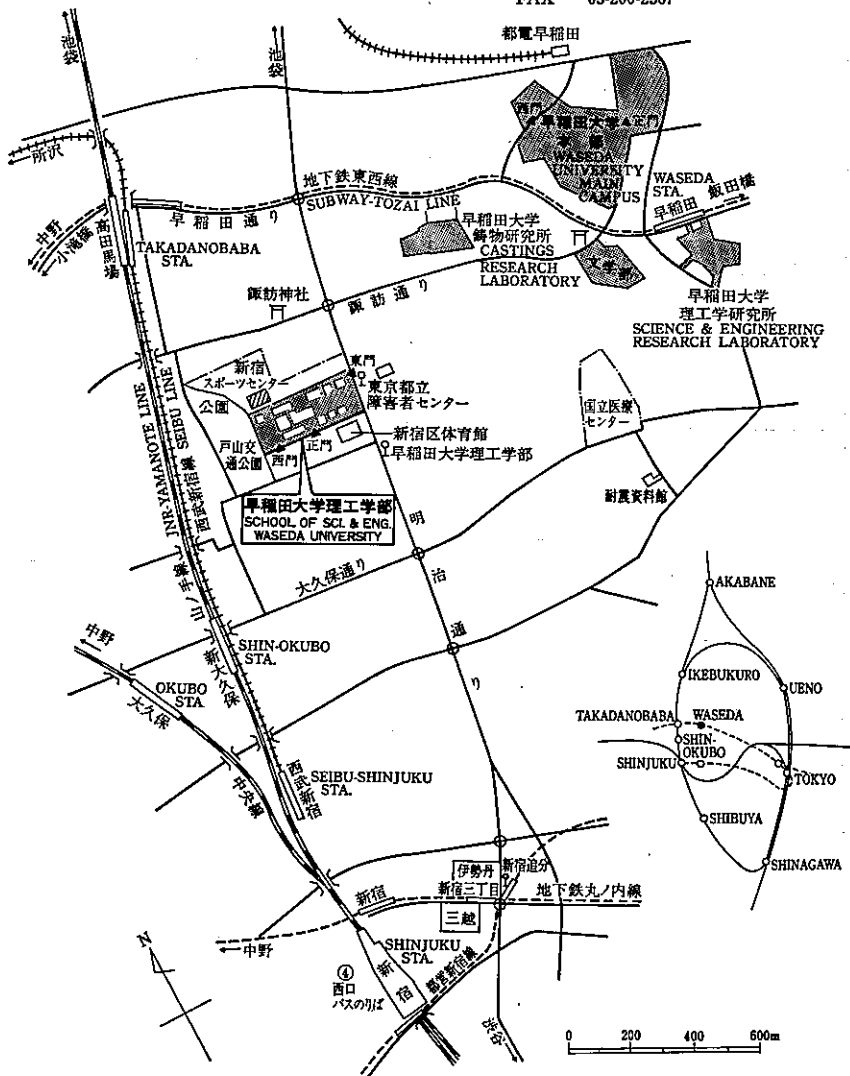 FAX 03-200-2567
池袋
池袋
都電早稲田
所沢
西門
早稲田大学
正門
本部
WASEDA
UNIVERSITY
MAIN
CAMPUS
地下鉄東西線
SUBWAY-TOZAI LINE
早稲田通り
WASEDA
STA.
飯田橋
早稲田
中野
小滝橋
高田馬場
TAKADANOBABA
STA.
早稲田大学
鋳物研究所
CASTINGS
RESEARCH
LABORATORY
文学部
早稲田大学
理工学研究所
SCIENCE & ENGINEERING
RESEARCH LABORATORY
諏訪神社
諏訪通り
新宿
スポーツセンター
公園
東門
東京都立
障害者センター
国立医療
センター
新宿区体育館
早稲田大学理工学部
戸山交
通公園
西門
正門
早稲田大学理工学部
SCHOOL OF SCI. & ENG.
WASEDA UNIVERSITY
耐震資料館
JNR-YAMANOTE LINE
山ノ手線
西武新宿線 SEIBU LINE
明治通り
大久保通り
中野
SHIN-OKUBO
STA.
新大久保
OKUBO
STA.
大久保
中央線
SEIBU-SHINJUKU
STA.
西武新宿
伊勢丹
新宿追分
新宿三丁目
地下鉄丸ノ内線
新宿
三越
中野
SHINJUKU
STA.
新宿
都営新宿線
④
西口
バスのりば
渋谷
N
AKABANE
IKEBUKURO
UENO
TAKADANOBABA
WASEDA
SHIN-
OKUBO
SHINJUKU
TOKYO
SHIBUYA
SHINAGAWA
0 200 400 600m